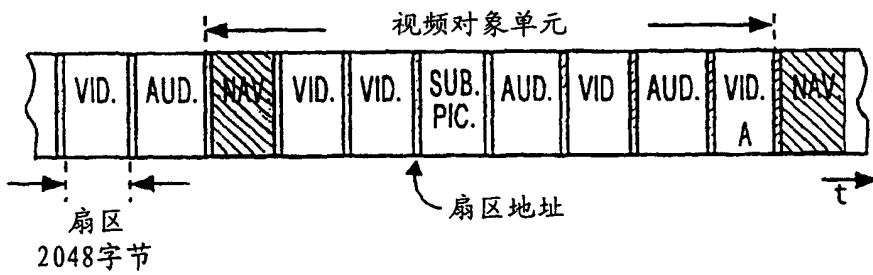 视频对象单元
VID. AUD. NAV. VID. VID. SUB. PIC. AUD. VID AUD. VID. A NAV.
t
扇区
2048字节
扇区地址